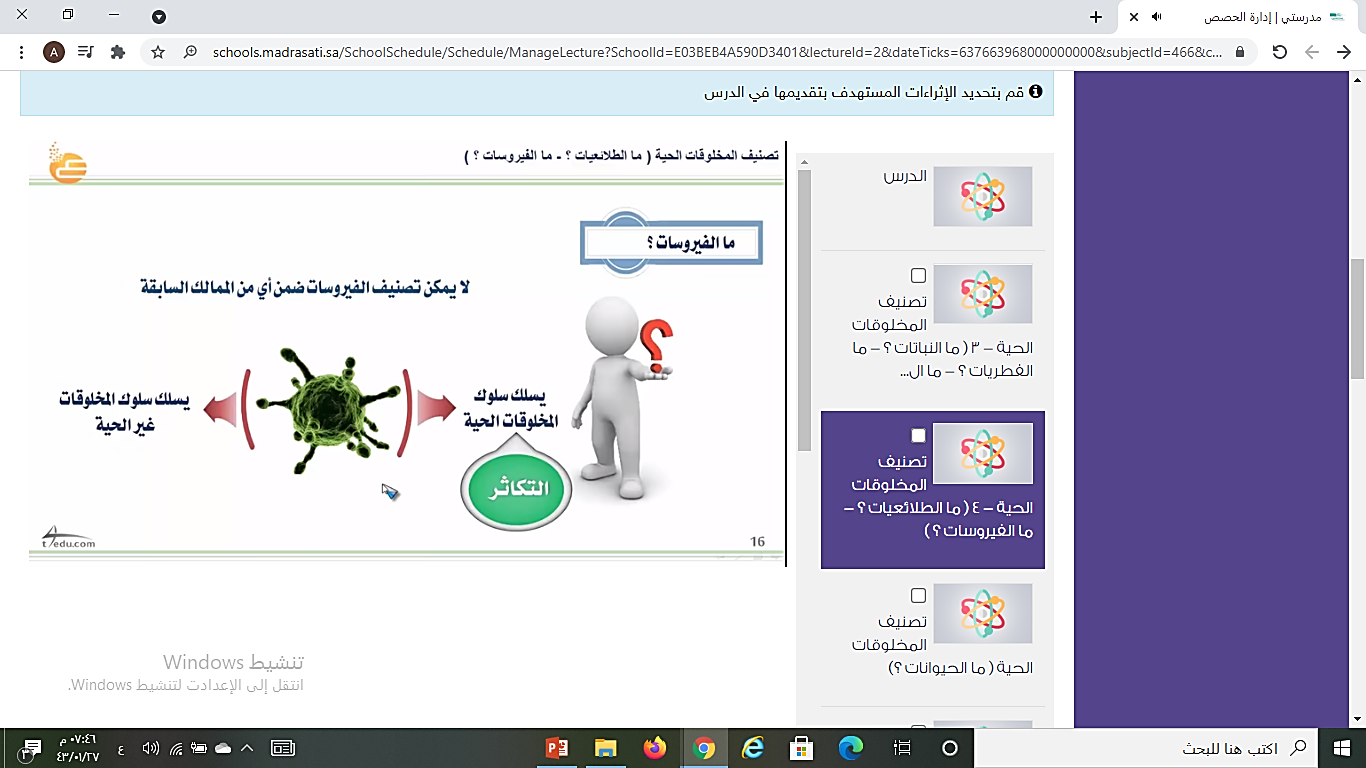 مدرستي | إدارة الحصص
schools.madrasati.sa/SchoolSchedule/Schedule/ManageLecture?SchoolId=E03BEB4A590D3401&lectureId=2&dateTicks=637663968000000000&subjectId=466&c...
A
قم بتحديد الإثراءات المستهدف بتقديمها في الدرس
تصنيف المخلوقات الحية ( ما الطلائعيات ؟ - ما الفيروسات ؟ )
ما الفيروسات ؟
لا يمكن تصنيف الفيروسات ضمن أي من الممالك السابقة
يسلك سلوك
المخلوقات الحية
التكاثر
يسلك سلوك المخلوقات
غير الحية
t4edu.com
16
الدرس
تصنيف
المخلوقات
الحية – ٣ ( ما النباتات ؟ – ما
الفطريات ؟ – ما ال...
تصنيف
المخلوقات
الحية – ٤ ( ما الطلائعيات ؟ –
ما الفيروسات ؟ )
تصنيف
المخلوقات
الحية ( ما الحيوانات ؟)
تنشيط Windows
انتقل إلى الإعدادت لتنشيط Windows.
اكتب هنا للبحث
ع
٠٧:٤٦ م
٤٣/٠١/٢٧
٣